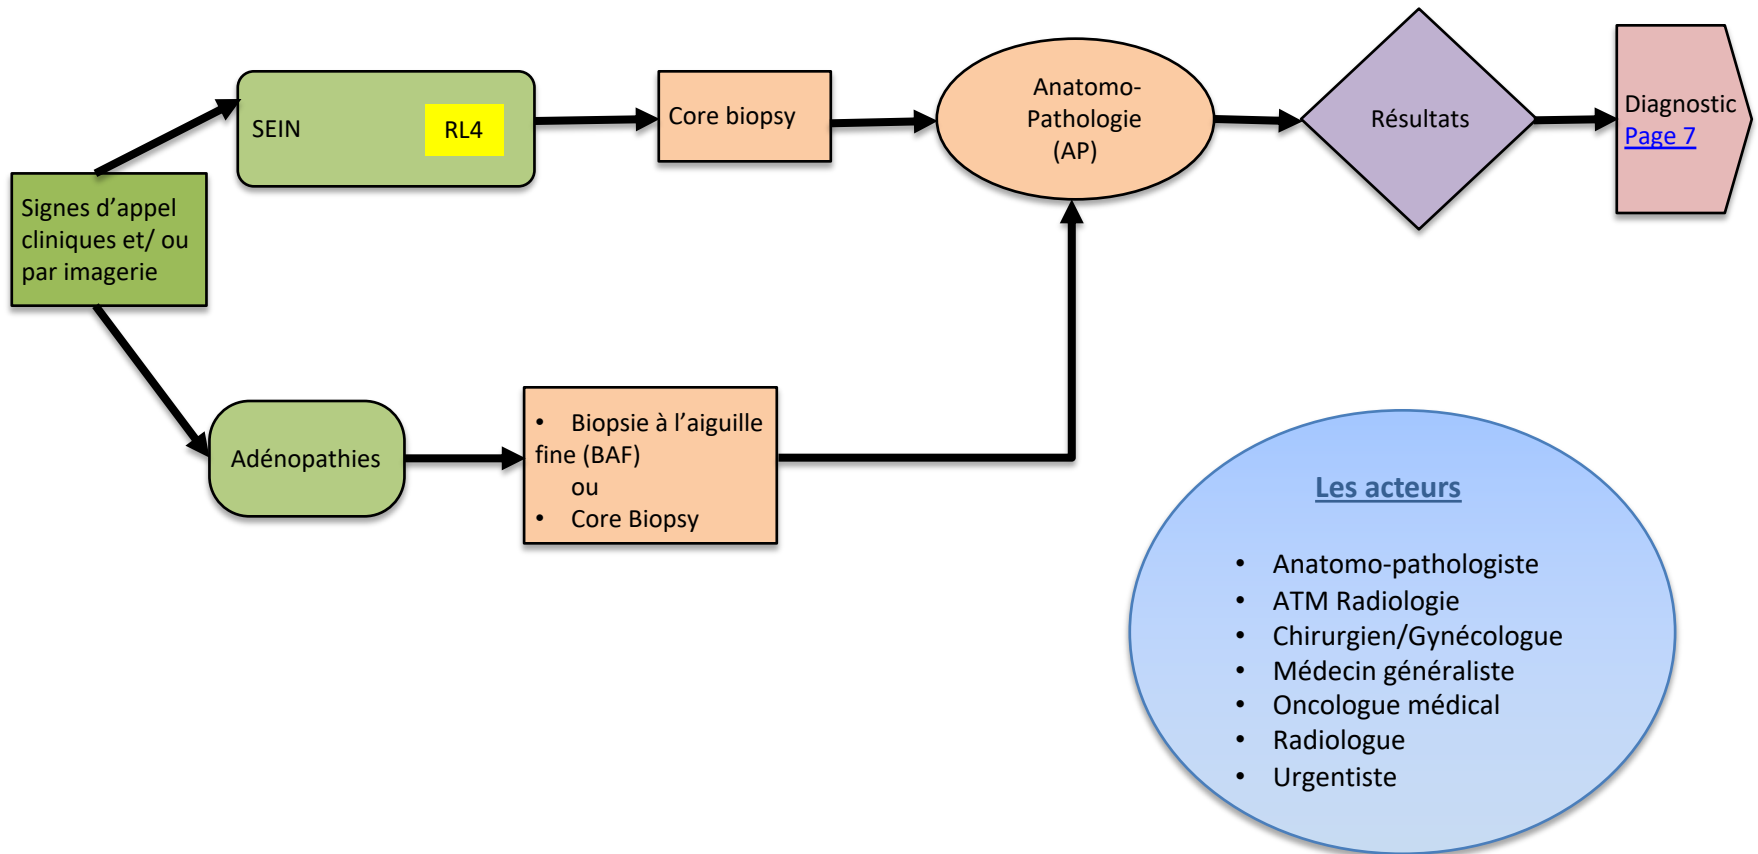 Signes d'appel
cliniques et/ ou
par imagerie
SEIN
RL4
Core biopsy
Anatomo-
Pathologie
(AP)
Résultats
Diagnostic
Page 7
Adénopathies
• Biopsie à l'aiguille
fine (BAF)
ou
• Core Biopsy
Les acteurs
• Anatomo-pathologiste
• ATM Radiologie
• Chirurgien/Gynécologue
• Médecin généraliste
• Oncologue médical
• Radiologue
• Urgentiste